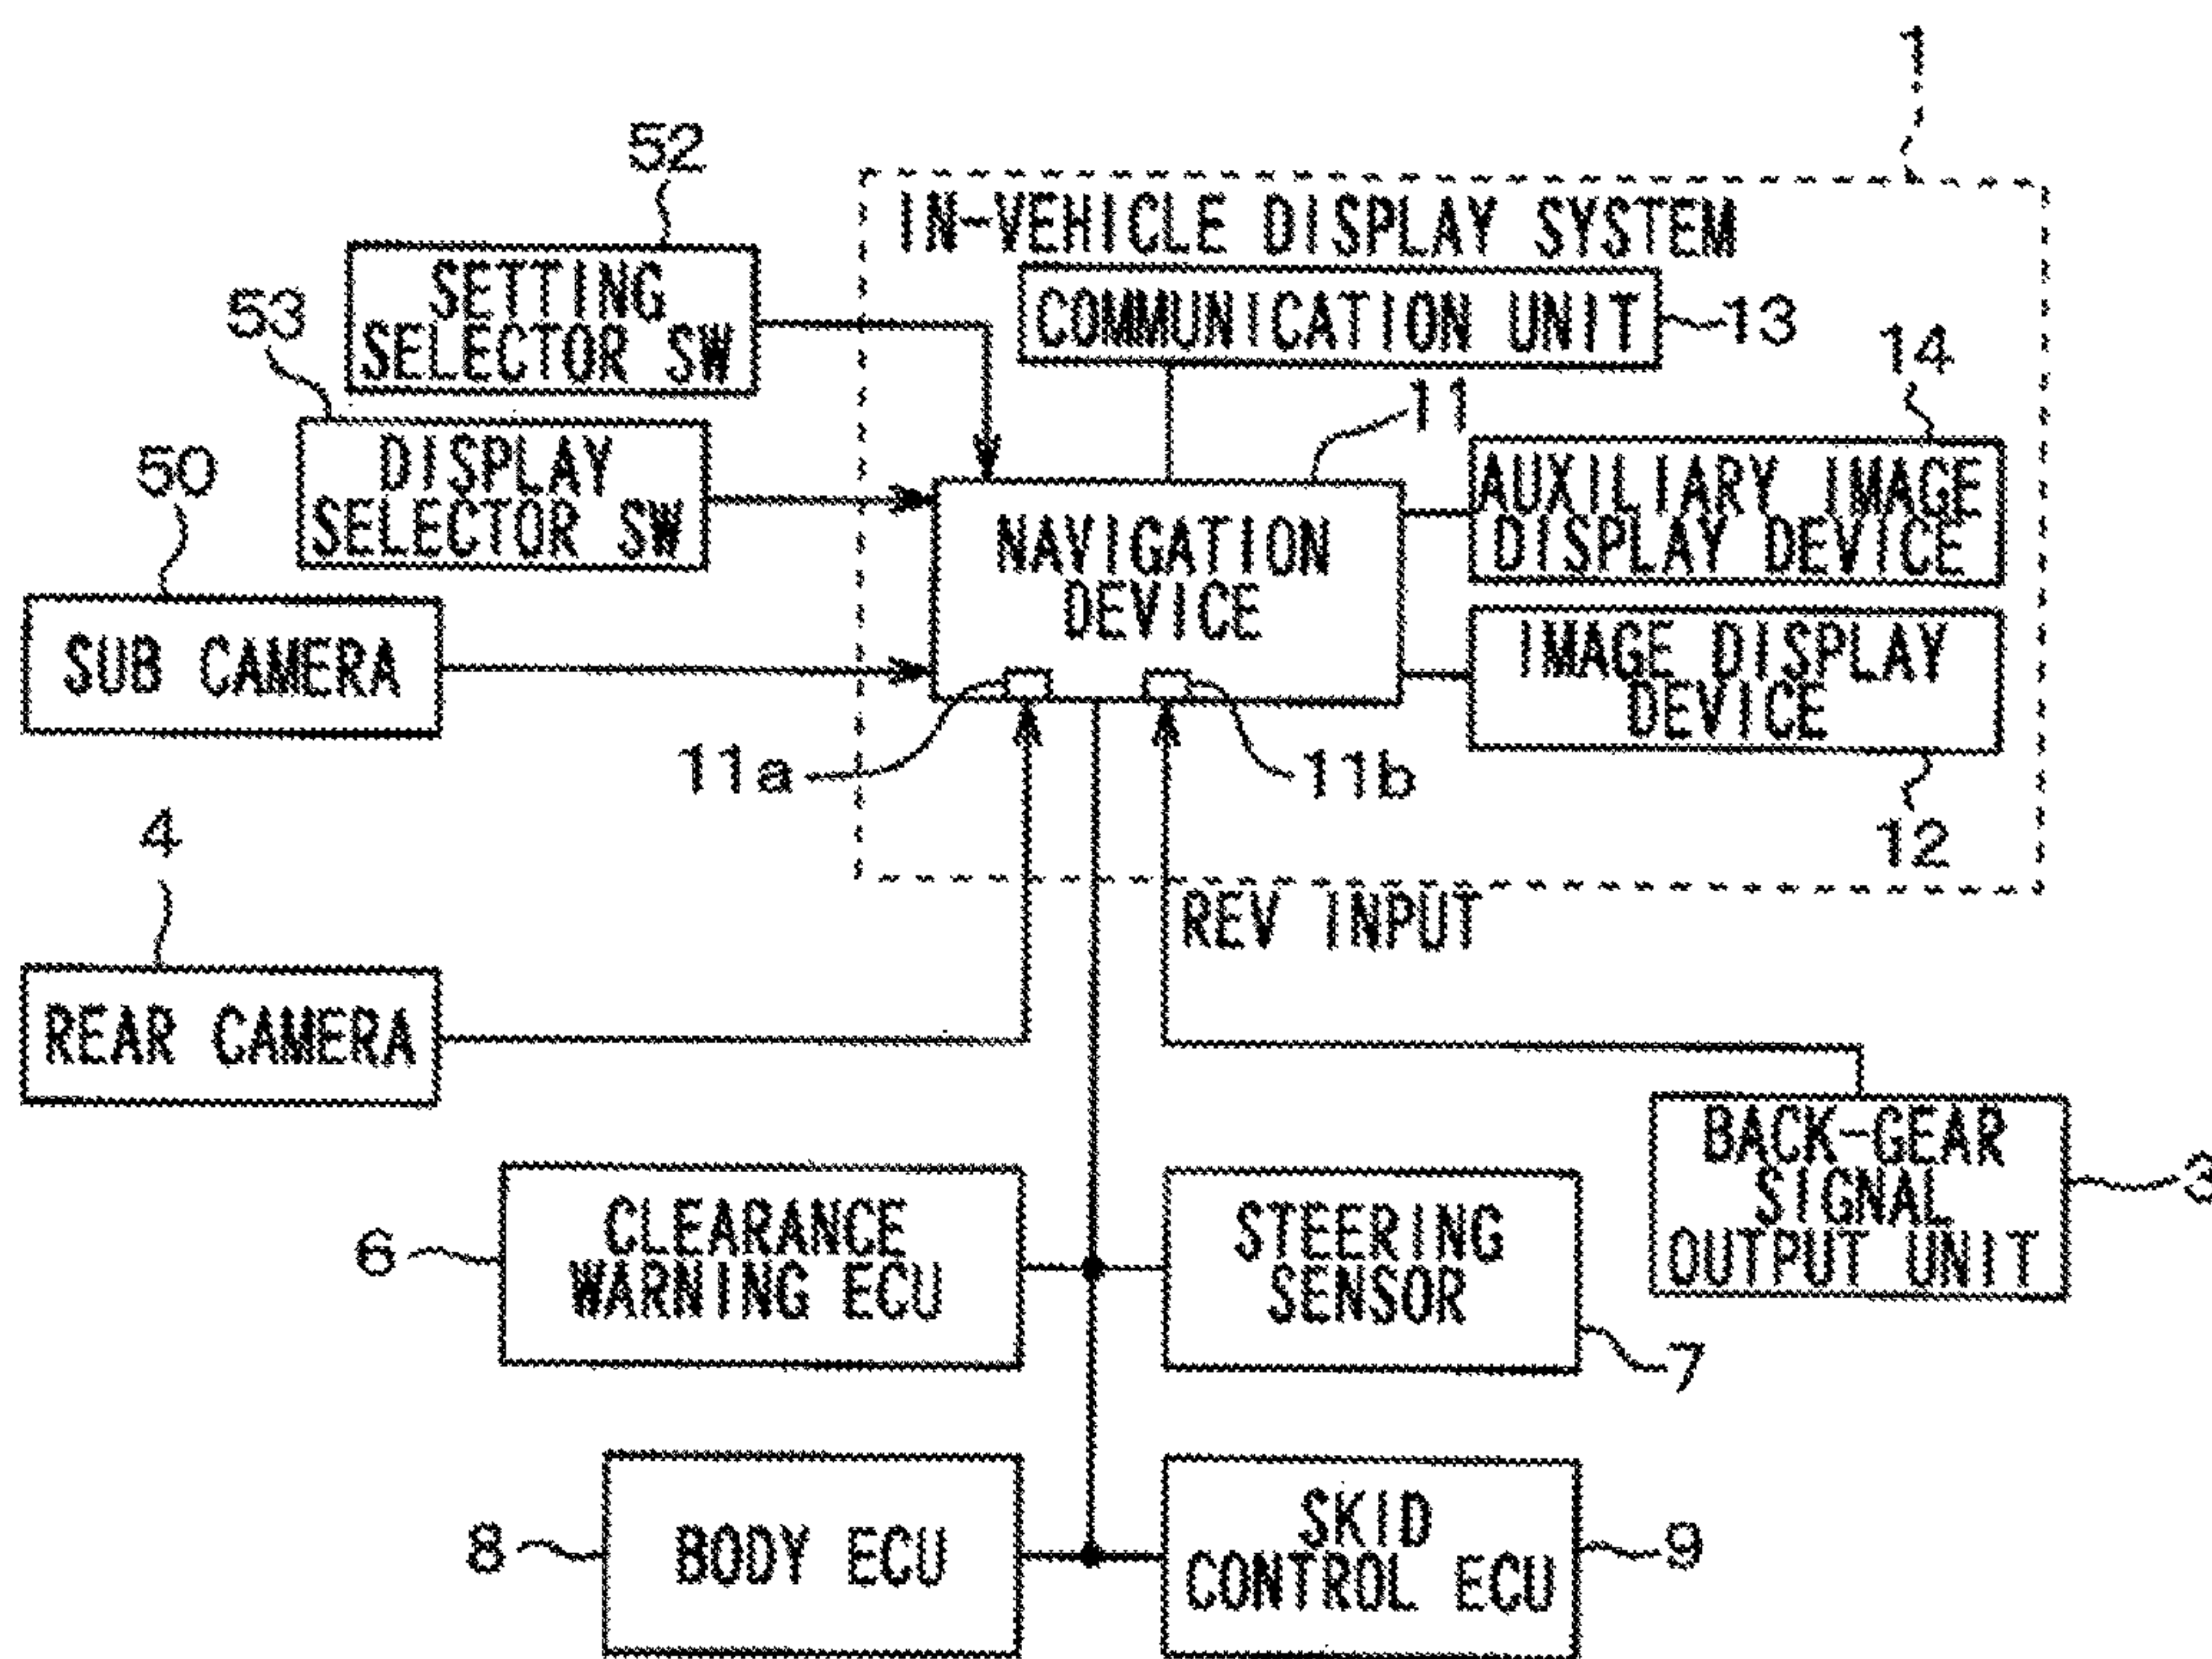 1
52
IN-VEHICLE DISPLAY SYSTEM
SETTING
SELECTOR SW
53
COMMUNICATION UNIT
13
14
11
DISPLAY
SELECTOR SW
50
AUXILIARY IMAGE
DISPLAY DEVICE
NAVIGATION
DEVICE
SUB CAMERA
IMAGE DISPLAY
DEVICE
11a
11b
12
4
REV INPUT
REAR CAMERA
BACK-GEAR
SIGNAL
OUTPUT UNIT
3
6
CLEARANCE
WARNING ECU
STEERING
SENSOR
7
8
BODY ECU
SKID
CONTROL ECU
9